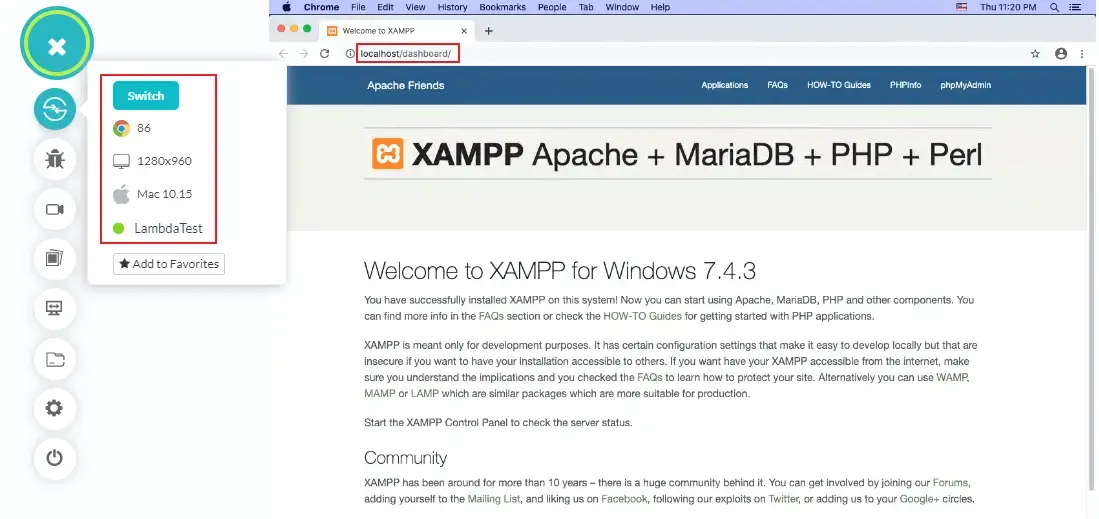 Chrome File Edit View History Bookmarks People Tab Window Help Thu 11:20 PM
Welcome to XAMPP
localhost/dashboard/
Switch
86
1280x960
Mac 10.15
LambdaTest
Add to Favorites
Apache Friends Applications FAQs HOW-TO Guides PHPInfo phpMyAdmin
XAMPP Apache + MariaDB + PHP + Perl
Welcome to XAMPP for Windows 7.4.3
You have successfully installed XAMPP on this system! Now you can start using Apache, MariaDB, PHP and other components. You
can find more info in the FAQs section or check the HOW-TO Guides for getting started with PHP applications.
XAMPP is meant only for development purposes. It has certain configuration settings that make it easy to develop locally but that are
insecure if you want to have your installation accessible to others. If you want have your XAMPP accessible from the internet, make
sure you understand the implications and you checked the FAQs to learn how to protect your site. Alternatively you can use WAMP,
MAMP or LAMP which are similar packages which are more suitable for production.
Start the XAMPP Control Panel to check the server status.
Community
XAMPP has been around for more than 10 years – there is a huge community behind it. You can get involved by joining our Forums,
adding yourself to the Mailing List, and liking us on Facebook, following our exploits on Twitter, or adding us to your Google+ circles.